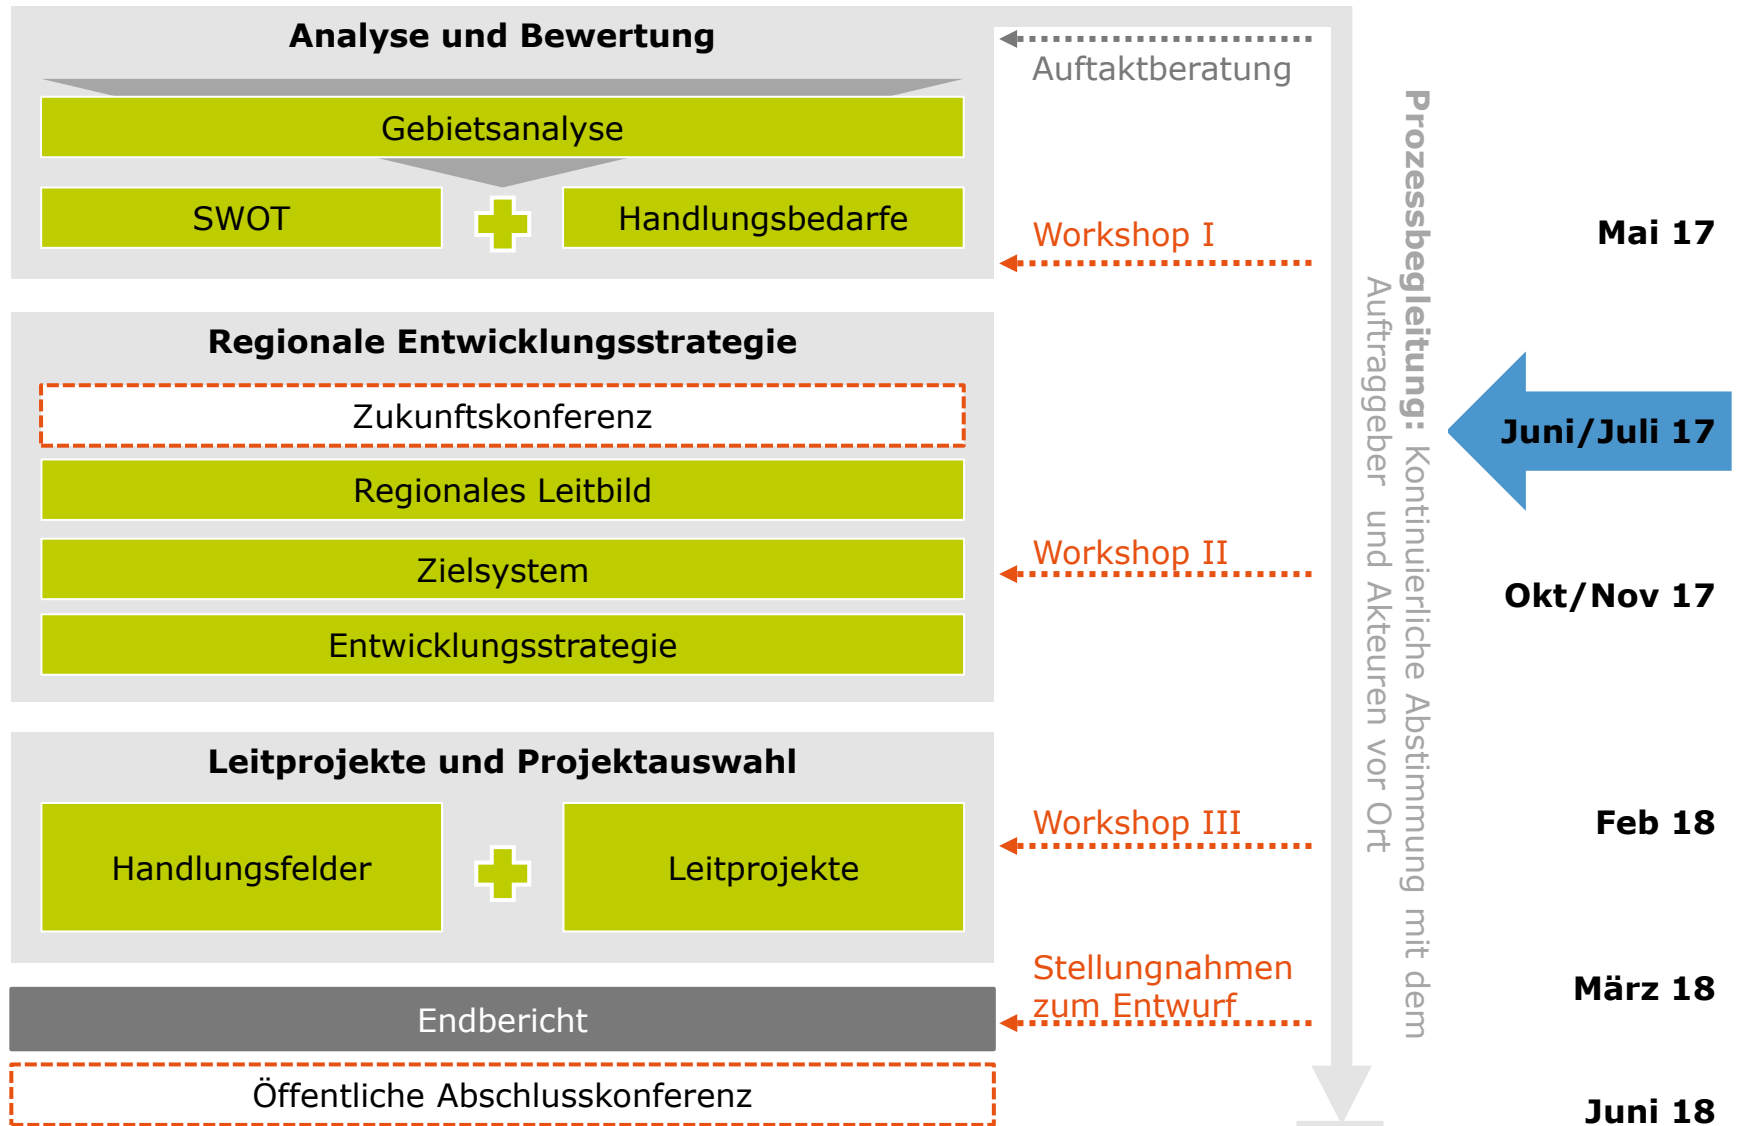 Analyse und Bewertung
Auftaktberatung
Gebietsanalyse
SWOT
Handlungsbedarfe
Workshop I
Mai 17
Regionale Entwicklungsstrategie
Zukunftskonferenz
Juni/Juli 17
Regionales Leitbild
Zielsystem
Workshop II
Okt/Nov 17
Entwicklungsstrategie
Leitprojekte und Projektauswahl
Handlungsfelder
Leitprojekte
Workshop III
Feb 18
Stellungnahmen
zum Entwurf
März 18
Endbericht
Öffentliche Abschlusskonferenz
Juni 18
Prozessbegleitung: Kontinuierliche Abstimmung mit dem
Auftraggeber und Akteuren vor Ort